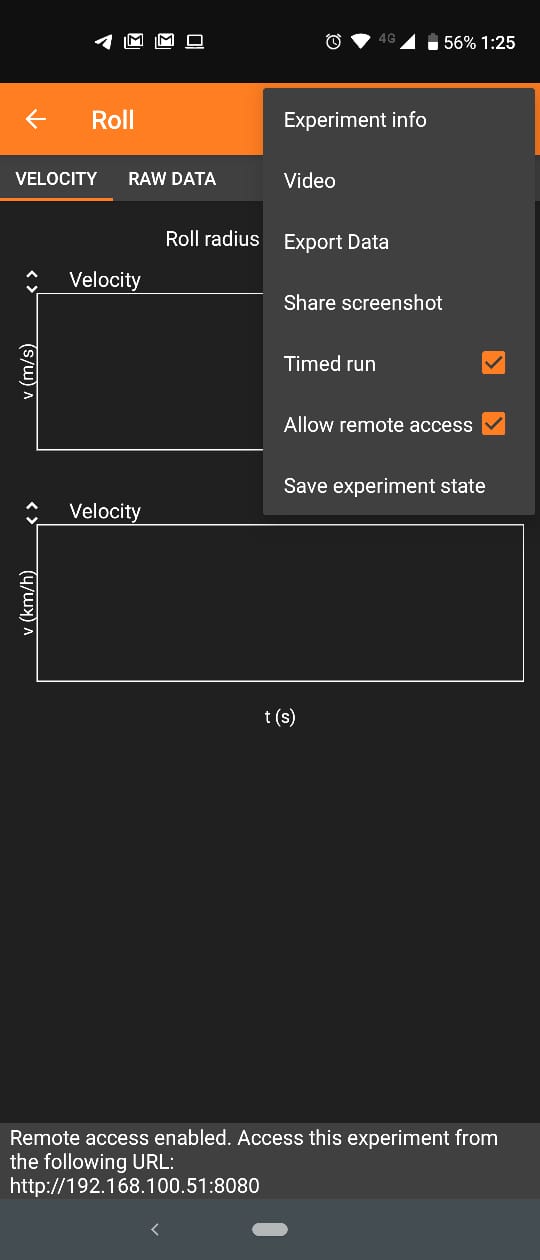 4G 56% 1:25
Roll
Experiment info
VELOCITY RAW DATA
Video
Roll radius
Export Data
Velocity
Share screenshot
v (m/s)
Timed run
Allow remote access
Save experiment state
Velocity
v (km/h)
t (s)
Remote access enabled. Access this experiment from
the following URL:
http://192.168.100.51:8080